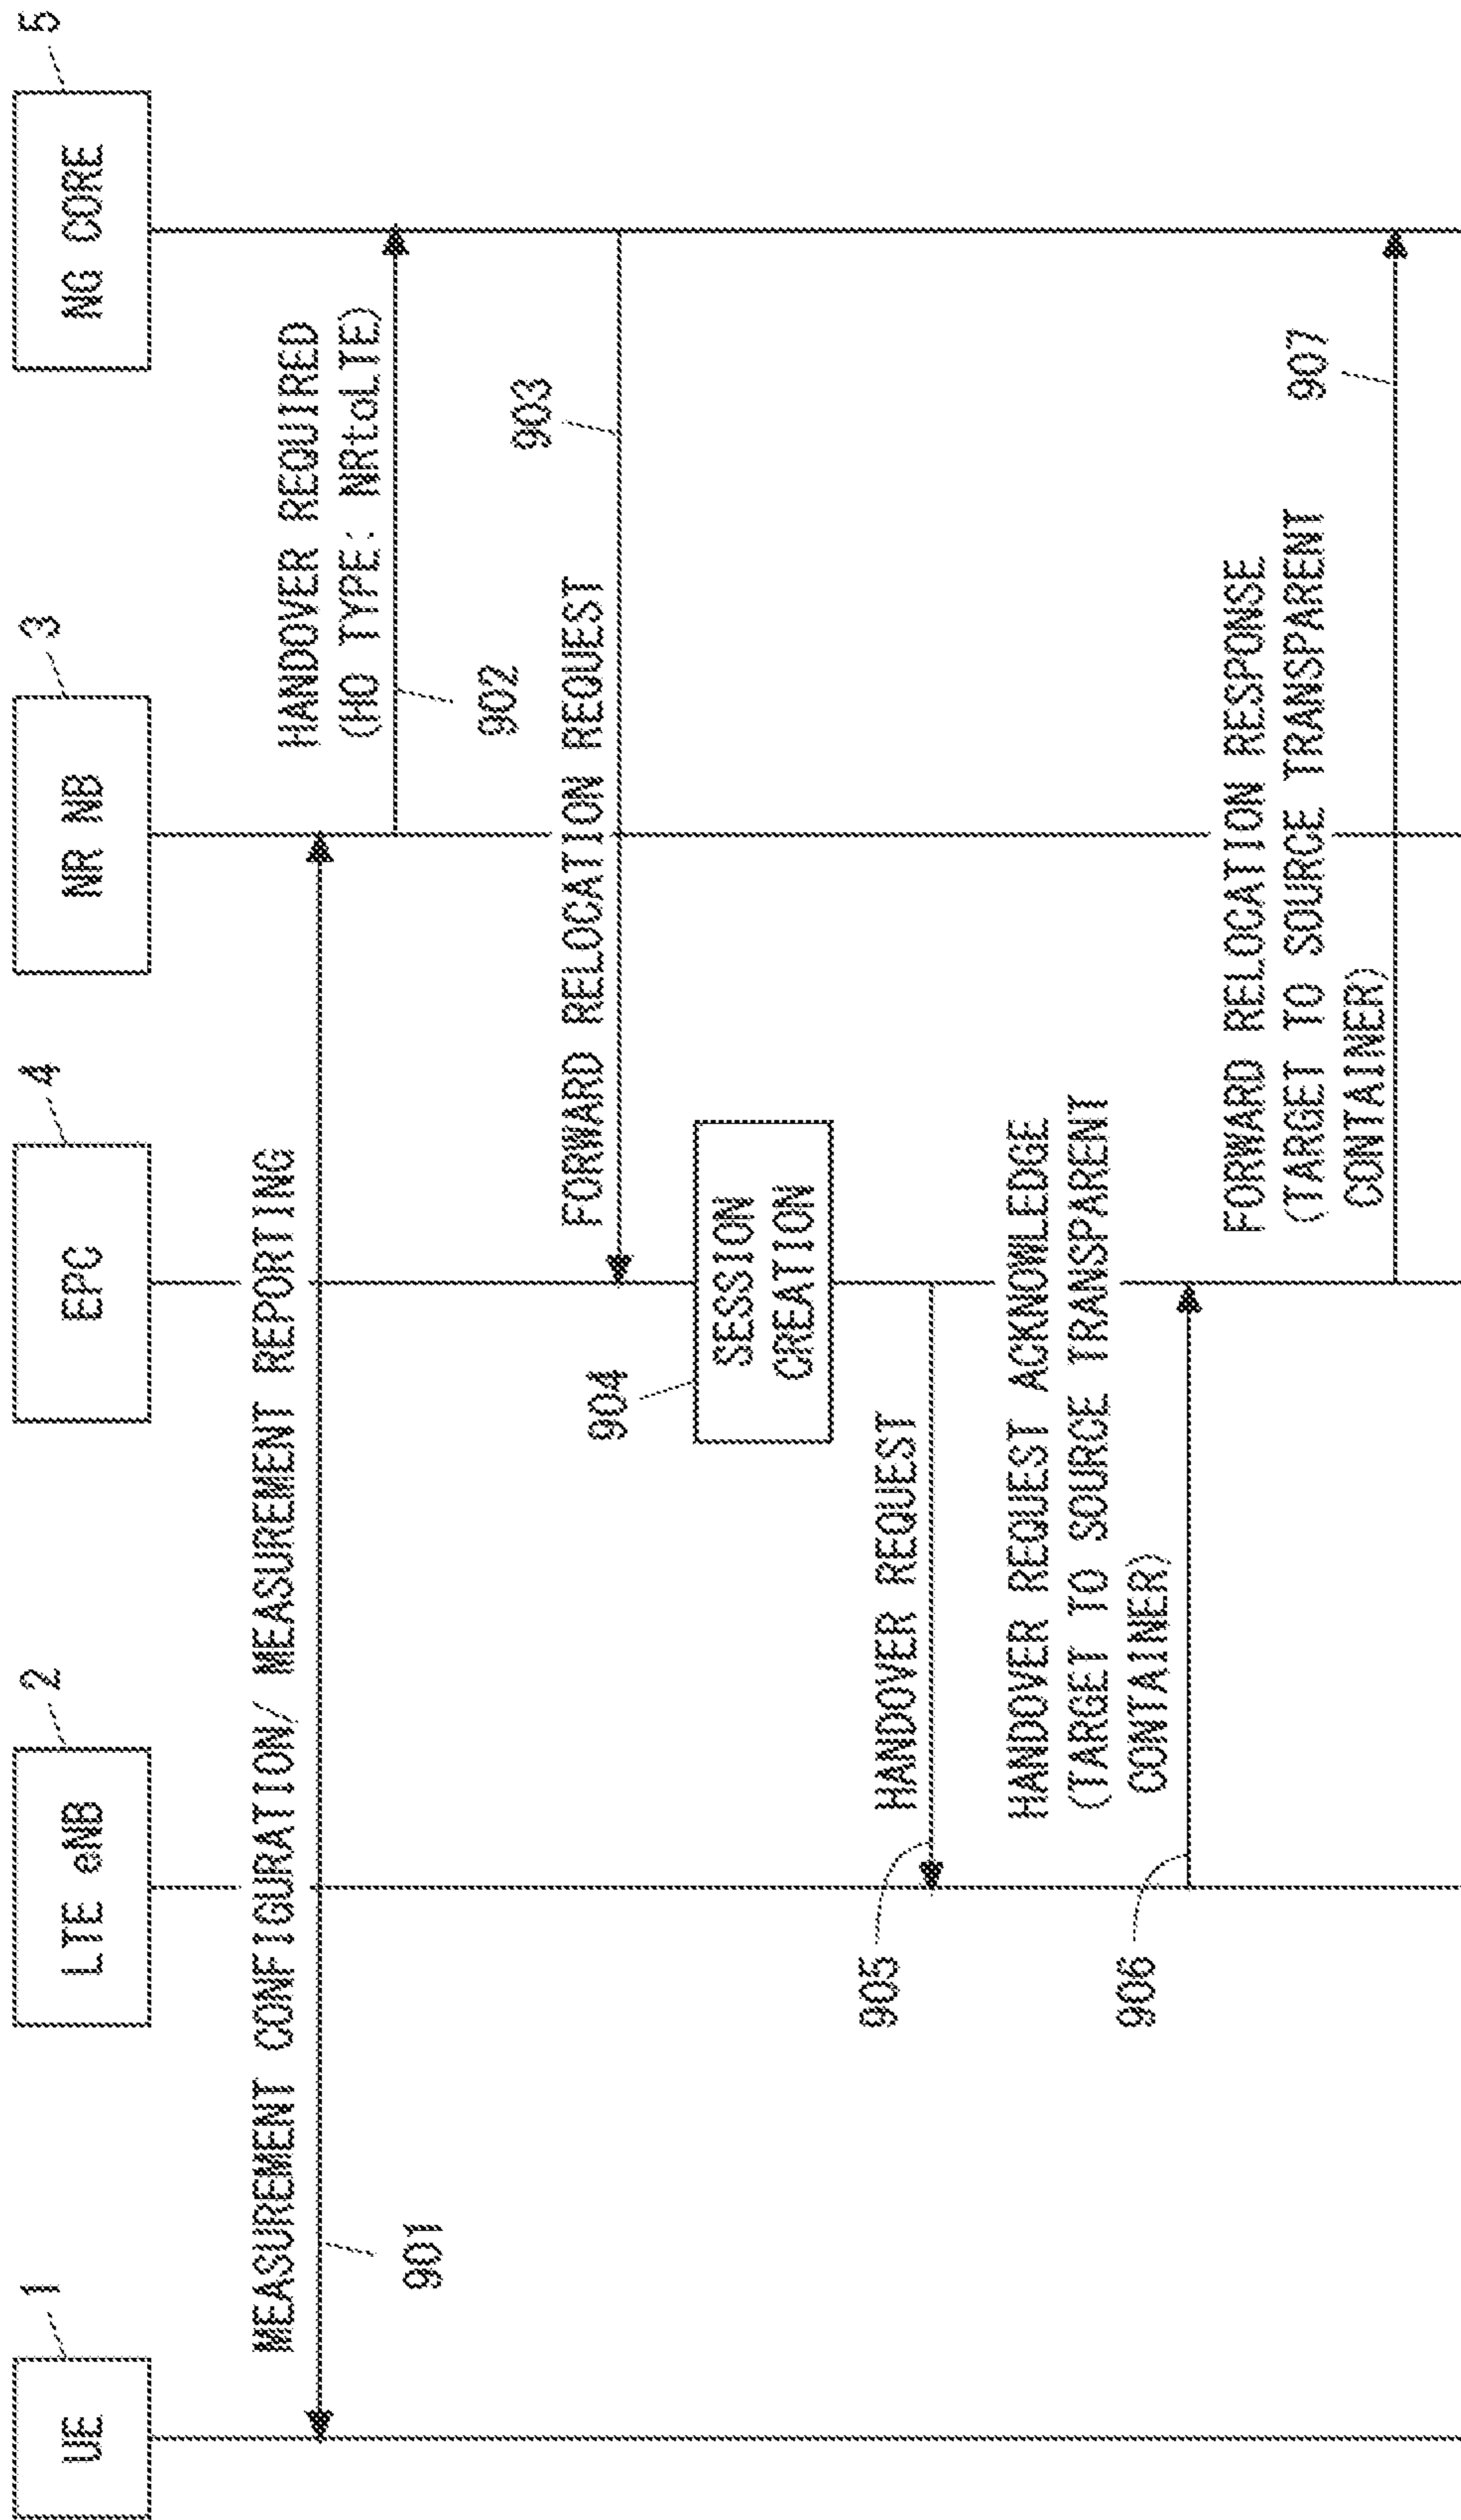 1
2
4
3
5
UE
LTE eNB
EPC
NR NB
NG CORE
MEASUREMENT CONFIGURATION/ MEASUREMENT REPORTING
901
HANDOVER REQUIRED
(HO TYPE: NRtoLTE)
902
903
FORWARD RELOCATION REQUEST
904
SESSION
CREATION
HANDOVER REQUEST
905
HANDOVER REQUEST ACKNOWLEDGE
(TARGET TO SOURCE TRANSPARENT
CONTAINER)
906
FORWARD RELOCATION RESPONSE
(TARGET TO SOURCE TRANSPARENT
CONTAINER)
907